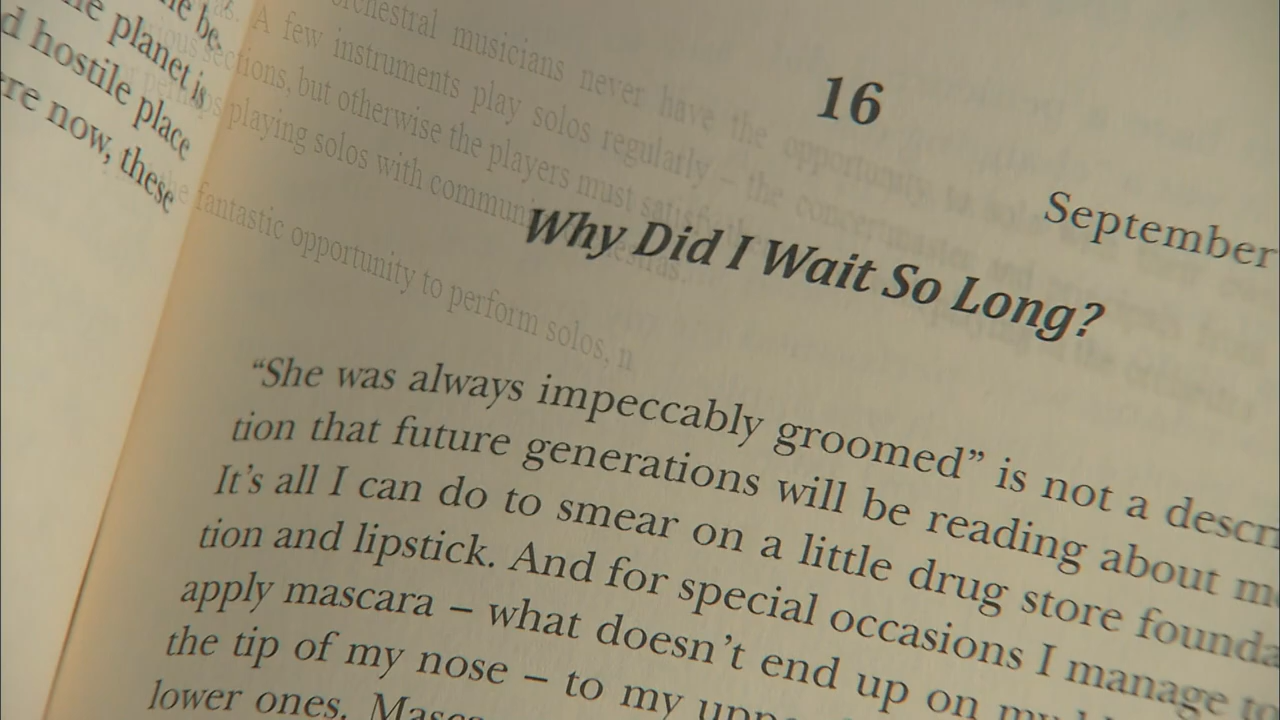 he be.
planet is
d hostile place
re now, these
orchestral musicians never have the opportunity to
A few instruments play solos regularly – the concertmaster and
sections, but otherwise the players must satisfy
playing solos with commun
fantastic opportunity to perform solos, n
16
September
Why Did I Wait So Long?
“She was always impeccably groomed” is not a descri
tion that future generations will be reading about m
It’s all I can do to smear on a little drug store founda
tion and lipstick. And for special occasions I manage to
apply mascara – what doesn’t end up on my
the tip of my nose – to my upp
lower ones. Masc